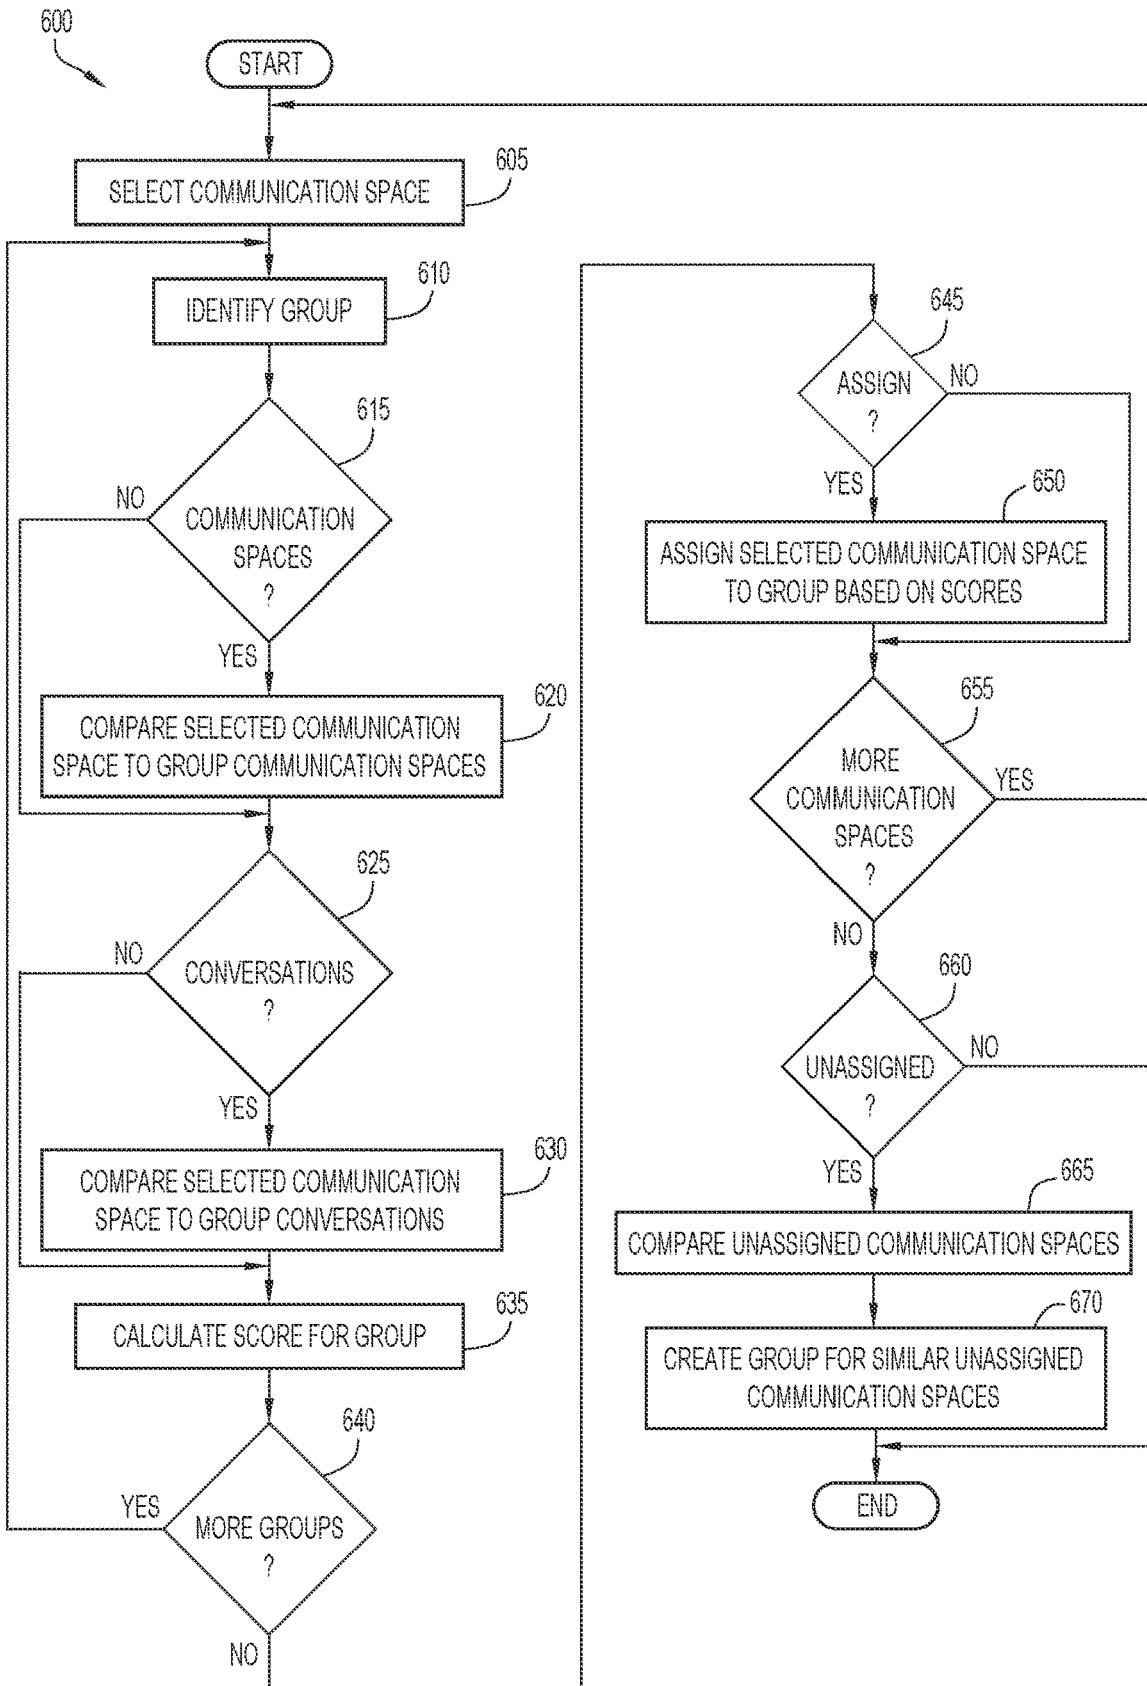 600
START
SELECT COMMUNICATION SPACE
605
IDENTIFY GROUP
610
615
NO
COMMUNICATION
SPACES
?
YES
COMPARE SELECTED COMMUNICATION
SPACE TO GROUP COMMUNICATION SPACES
620
625
NO
CONVERSATIONS
?
YES
COMPARE SELECTED COMMUNICATION
SPACE TO GROUP CONVERSATIONS
630
CALCULATE SCORE FOR GROUP
635
640
YES
MORE GROUPS
?
NO
645
ASSIGN
?
NO
YES
650
ASSIGN SELECTED COMMUNICATION SPACE
TO GROUP BASED ON SCORES
655
MORE
COMMUNICATION
SPACES
?
YES
NO
660
UNASSIGNED
?
NO
YES
665
COMPARE UNASSIGNED COMMUNICATION SPACES
670
CREATE GROUP FOR SIMILAR UNASSIGNED
COMMUNICATION SPACES
END